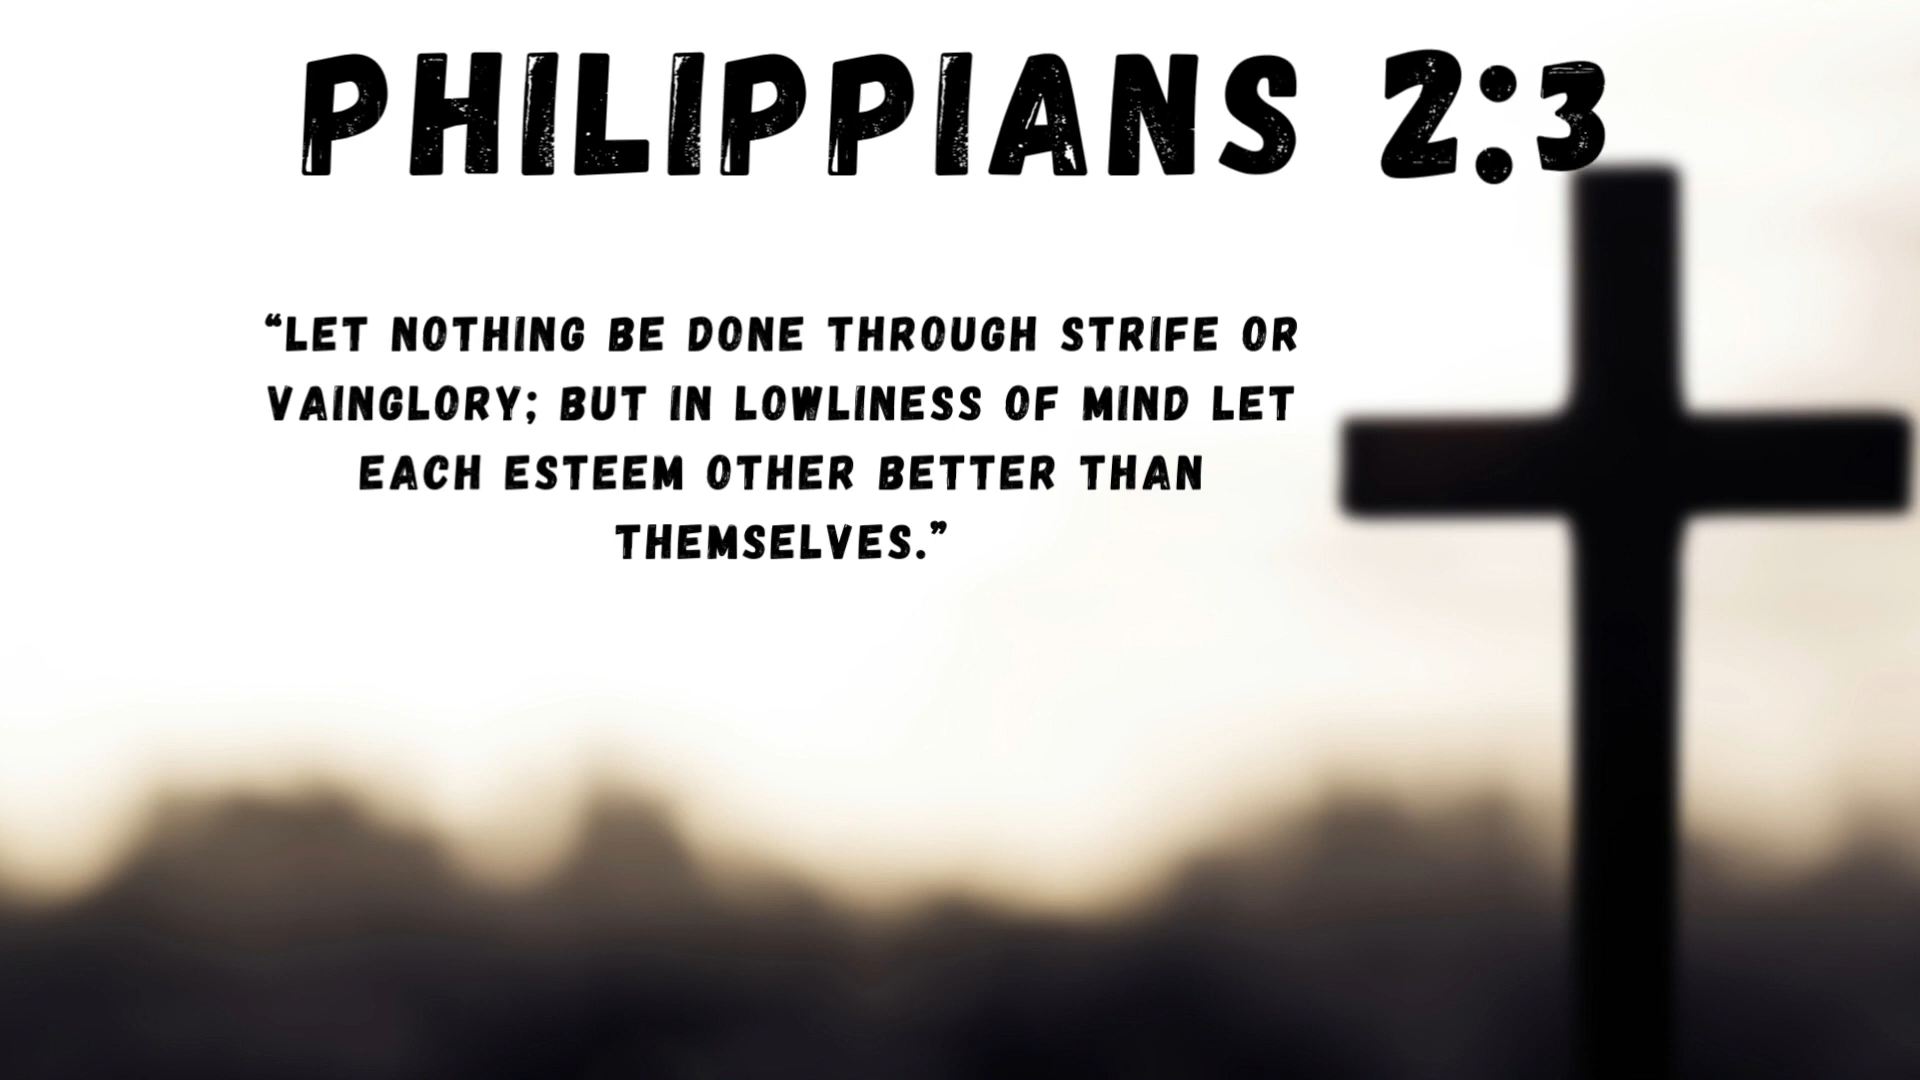 PHILIPPIANS 2:3
“LET NOTHING BE DONE THROUGH STRIFE OR
VAINGLORY; BUT IN LOWLINESS OF MIND LET
EACH ESTEEM OTHER BETTER THAN
THEMSELVES.”